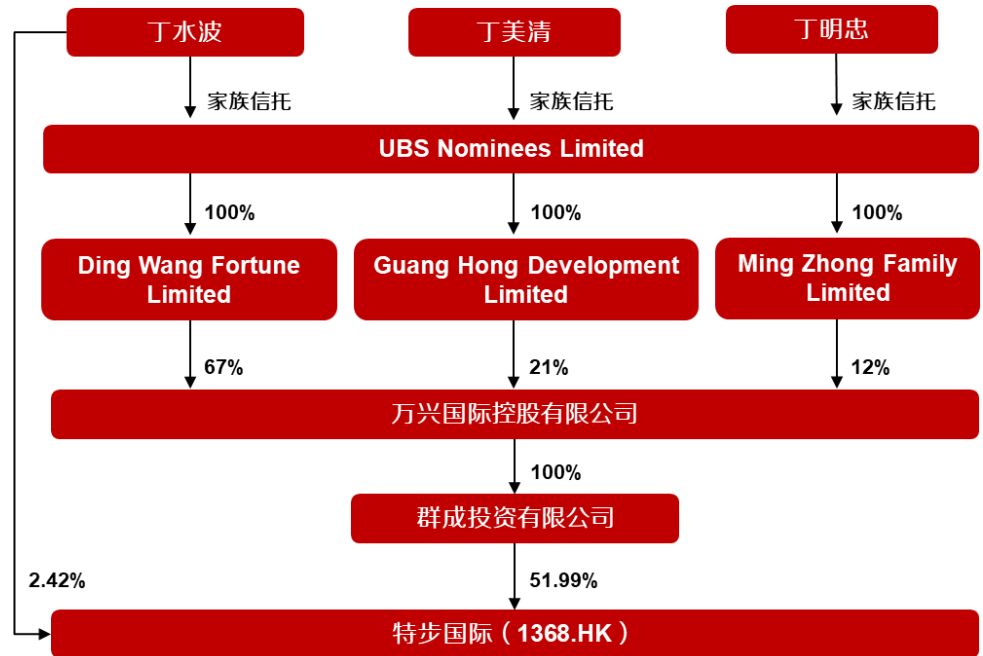 丁水波
丁美清
丁明忠
家族信托
家族信托
家族信托
UBS Nominees Limited
100%
100%
100%
Ding Wang Fortune
Limited
Guang Hong Development
Limited
Ming Zhong Family
Limited
67%
21%
12%
万兴国际控股有限公司
100%
群成投资有限公司
2.42%
51.99%
特步国际（1368.HK）